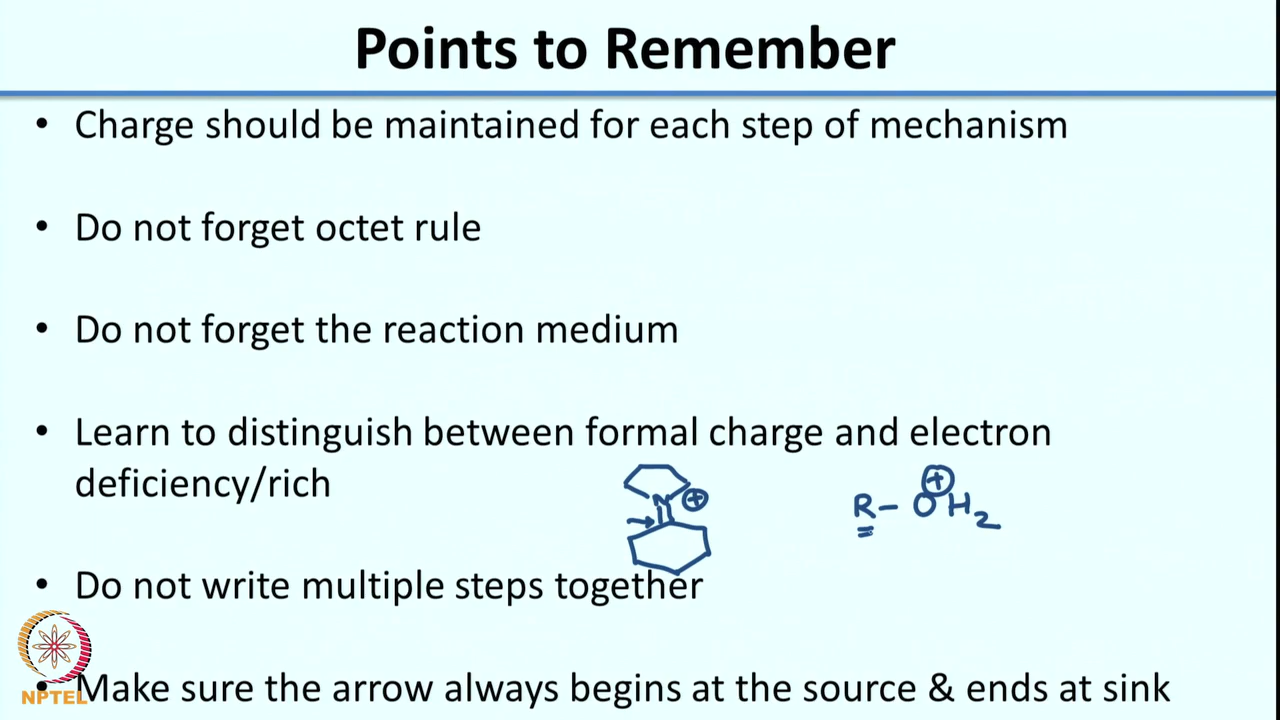 Points to Remember
• Charge should be maintained for each step of mechanism
• Do not forget octet rule
• Do not forget the reaction medium
• Learn to distinguish between formal charge and electron
deficiency/rich
N ⊕
R – O⊕H₂
• Do not write multiple steps together
• Make sure the arrow always begins at the source & ends at sink
NPTEL